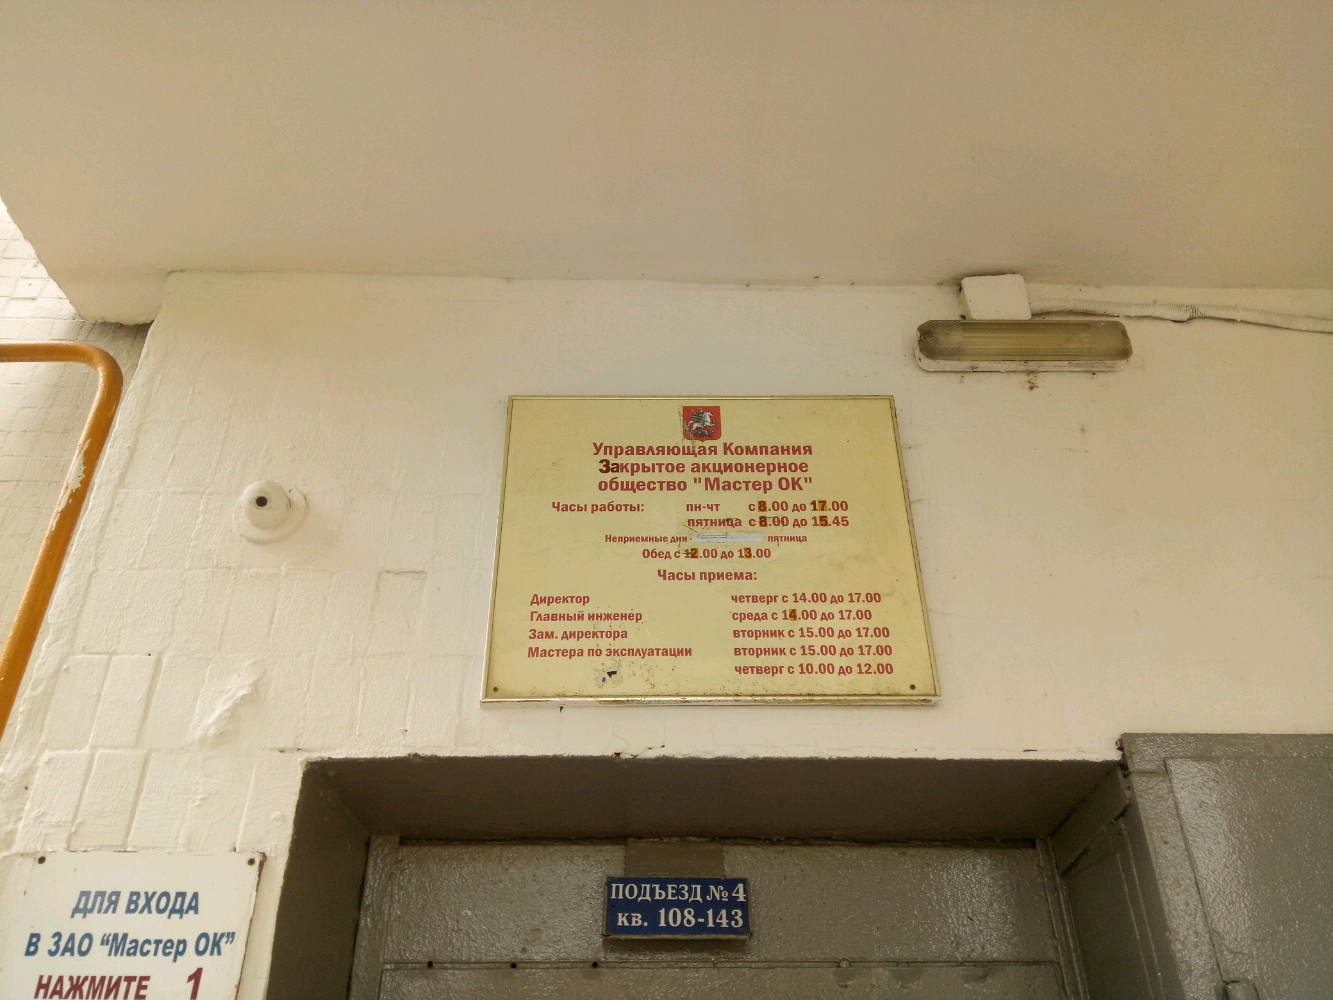 Управляющая Компания
Закрытое акционерное
общество "Мастер ОК"
Часы работы: пн-чт с 8.00 до 17.00
пятница с 8.00 до 15.45
Неприемные дни - пятница
Обед с 12.00 до 13.00
Часы приема:
Директор четверг с 14.00 до 17.00
Главный инженер среда с 14.00 до 17.00
Зам. директора вторник с 15.00 до 17.00
Мастера по эксплуатации вторник с 15.00 до 17.00
четверг с 10.00 до 12.00
ПОДЪЕЗД №4
кв. 108-143
ДЛЯ ВХОДА
В ЗАО “Мастер ОК”
НАЖМИТЕ 1